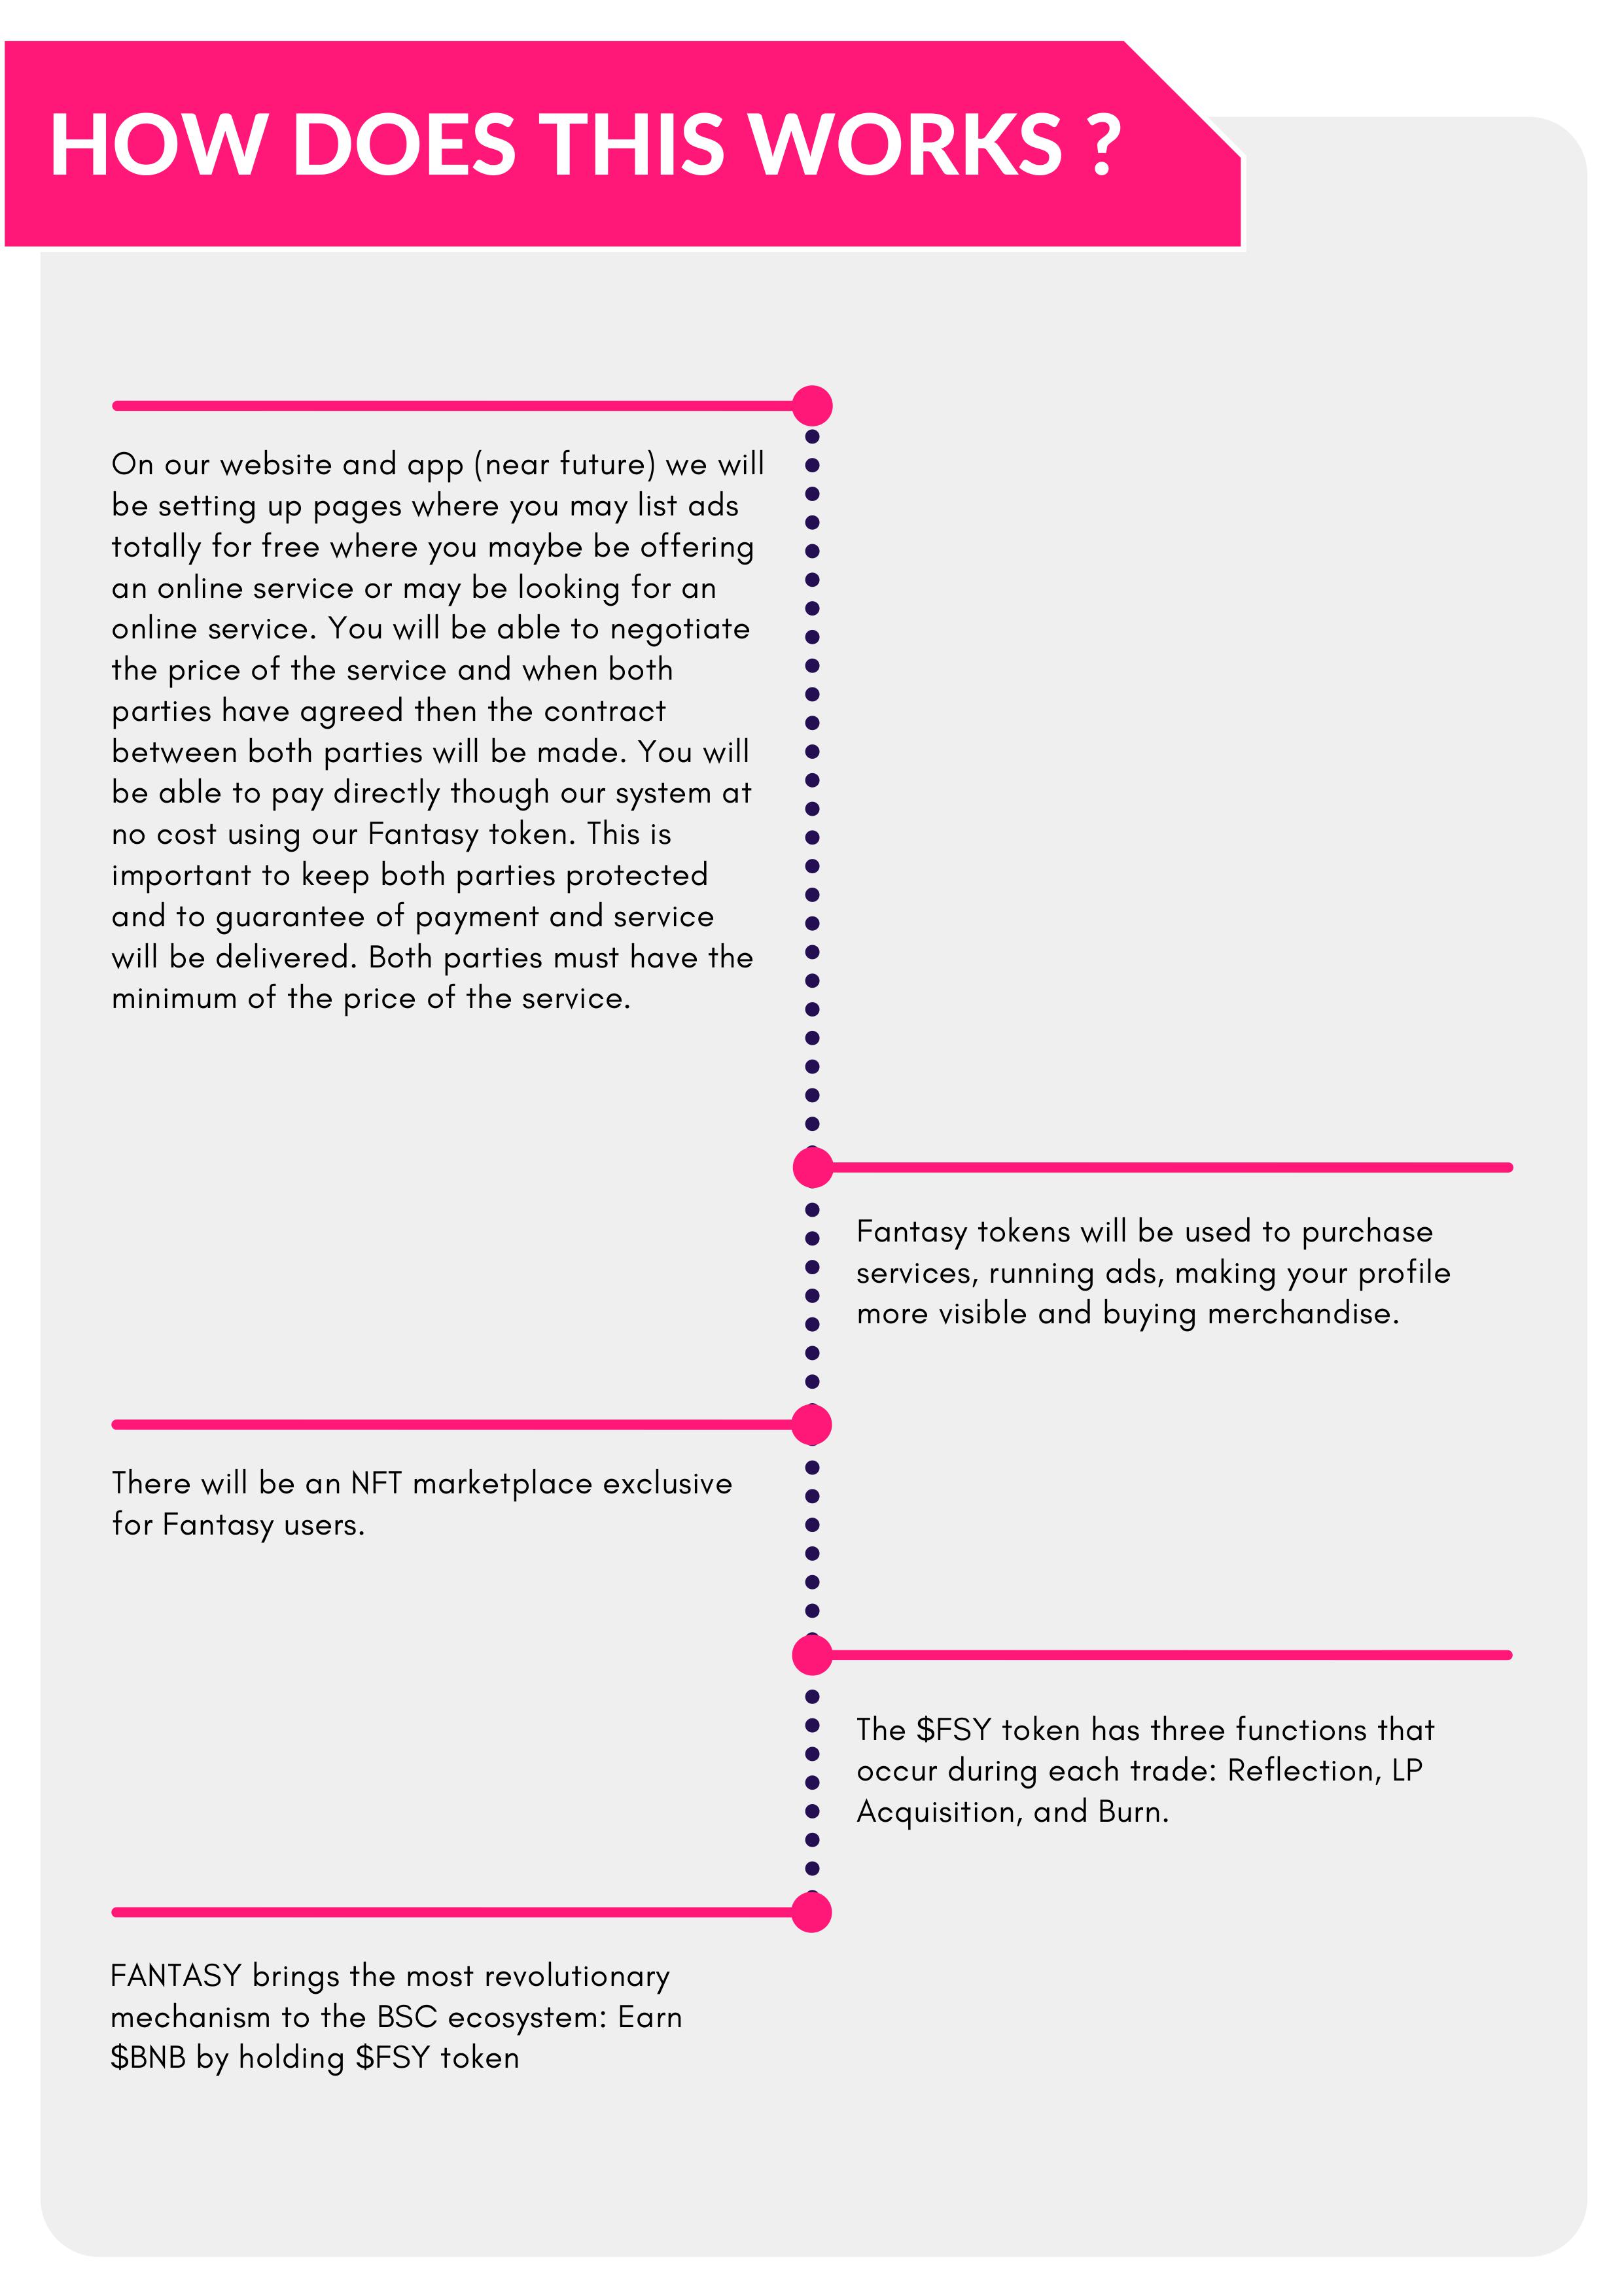 HOW DOES THIS WORKS ?
On our website and app (near future) we will
be setting up pages where you may list ads
totally for free where you maybe be offering
an online service or may be looking for an
online service. You will be able to negotiate
the price of the service and when both
parties have agreed then the contract
between both parties will be made. You will
be able to pay directly though our system at
no cost using our Fantasy token. This is
important to keep both parties protected
and to guarantee of payment and service
will be delivered. Both parties must have the
minimum of the price of the service.
Fantasy tokens will be used to purchase
services, running ads, making your profile
more visible and buying merchandise.
There will be an NFT marketplace exclusive
for Fantasy users.
The $FSY token has three functions that
occur during each trade: Reflection, LP
Acquisition, and Burn.
FANTASY brings the most revolutionary
mechanism to the BSC ecosystem: Earn
$BNB by holding $FSY token